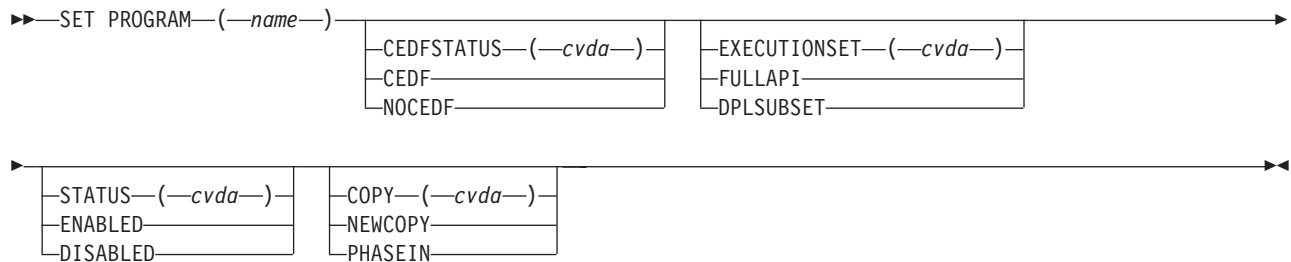 SET PROGRAM ( name )
CEDFSTATUS ( cvda )
CEDF
NOCEDF
EXECUTIONSET ( cvda )
FULLAPI
DPLSUBSET
STATUS ( cvda )
ENABLED
DISABLED
COPY ( cvda )
NEWCOPY
PHASEIN